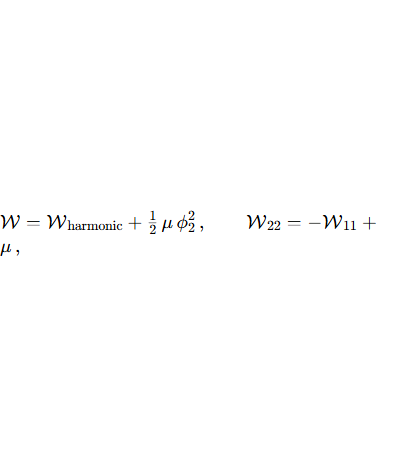 𝒲 = 𝒲_harmonic + ½ μ ϕ₂² ,  𝒲₂₂ = −𝒲₁₁ +
μ ,